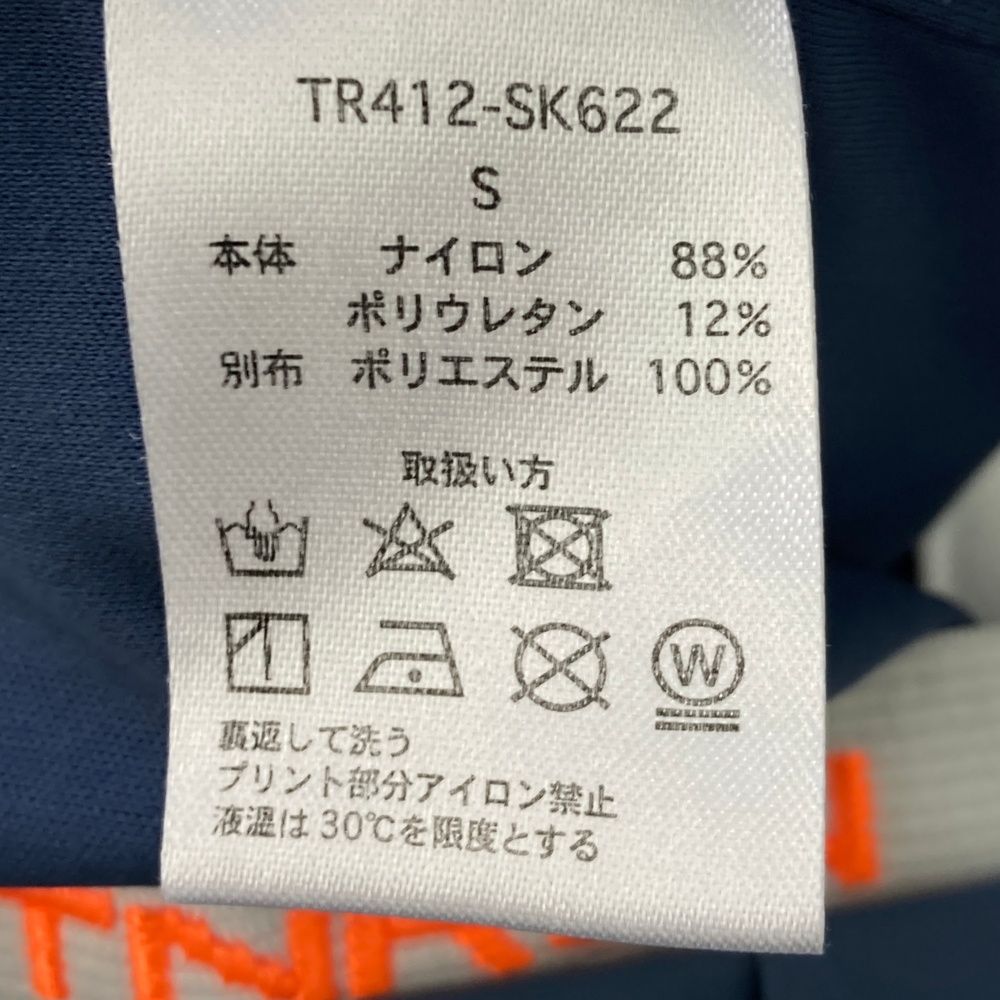 TR412-SK622
S
本体 ナイロン 88%
ポリウレタン 12%
別布 ポリエステル 100%
取扱い方
W
裏返して洗う
プリント部分アイロン禁止
液温は30℃を限度とする